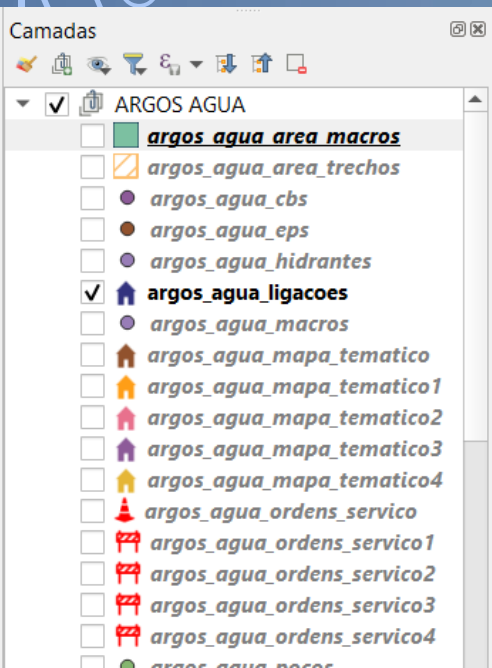 Camadas
ARGOS AGUA
argos_agua_area_macros
argos_agua_area_trechos
argos_agua_cbs
argos_agua_eps
argos_agua_hidrantes
argos_agua_ligacoes
argos_agua_macros
argos_agua_mapa_tematico
argos_agua_mapa_tematico1
argos_agua_mapa_tematico2
argos_agua_mapa_tematico3
argos_agua_mapa_tematico4
argos_agua_ordens_servico
argos_agua_ordens_servico1
argos_agua_ordens_servico2
argos_agua_ordens_servico3
argos_agua_ordens_servico4
argos_agua_pocos